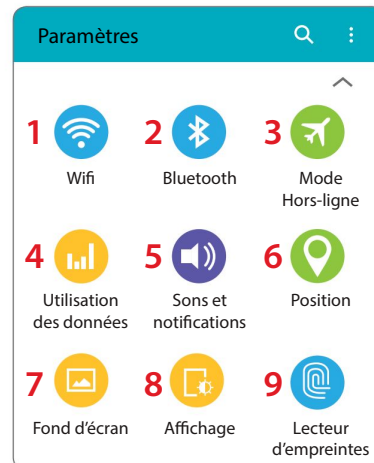 Paramètres
1 2 3
Wifi Bluetooth Mode
Hors-ligne
4 5 6
Utilisation Sons et Position
des données notifications
7 8 9
Fond d'écran Affichage Lecteur
d'empreintes